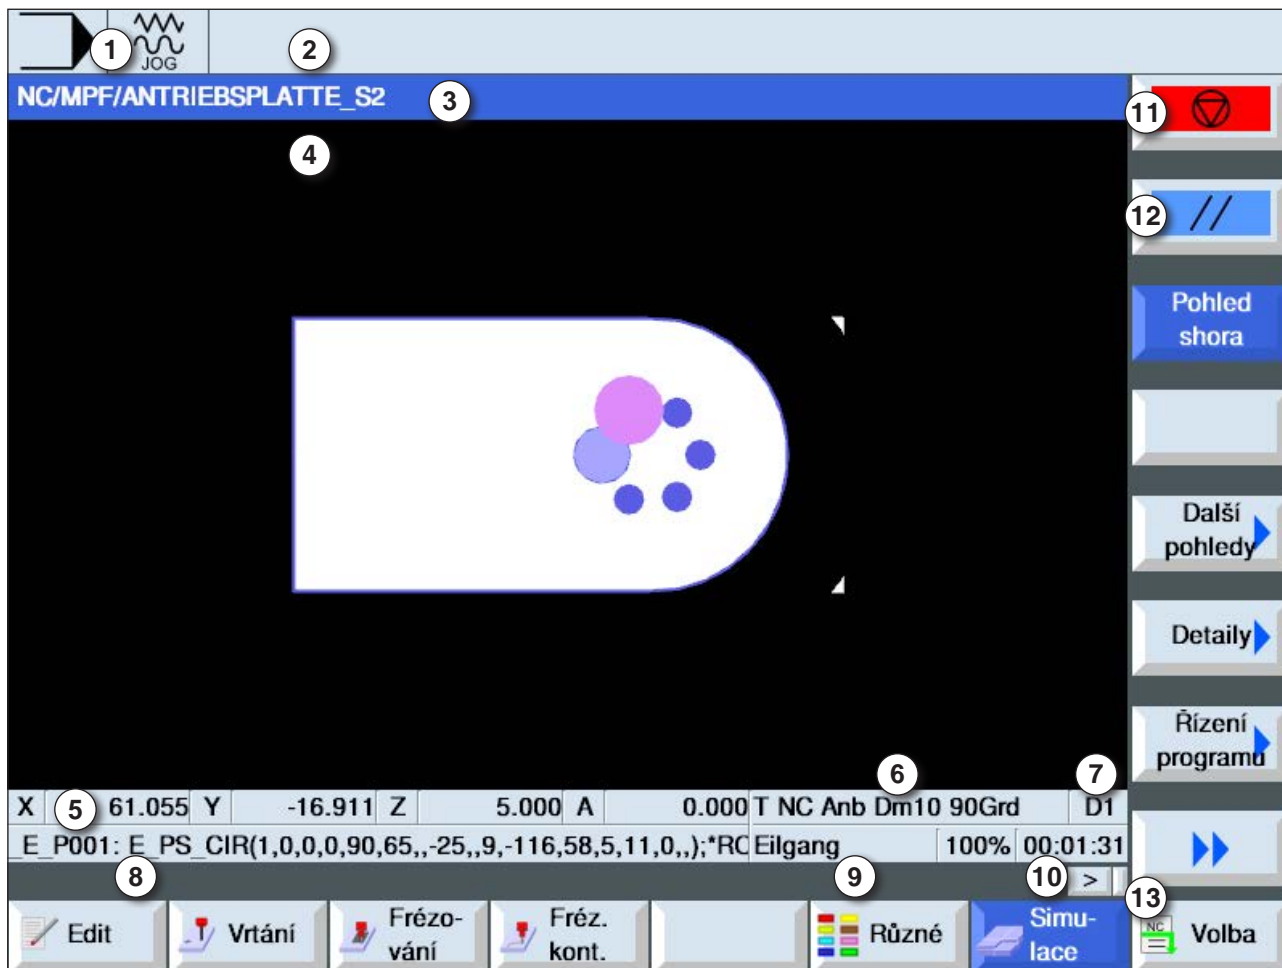 1
JOG
2
NC/MPF/ANTRIEBSPLATTE_S2
3
4
11
12
Pohled
shora
Další
pohledy
Detaily
Řízení
programu
6
7
X 5 61.055 Y -16.911 Z 5.000 A 0.000 T NC Anb Dm10 90Grd D1
_E_P001: E_PS_CIR(1,0,0,0,90,65,,-25,,9,-116,58,5,11,0,,);*RO Eilgang 100% 00:01:31
8
9
10
>
13
Edit
Vrtání
Frézo-
vání
Fréz.
kont.
Různé
Simu-
lace
NC
Volba